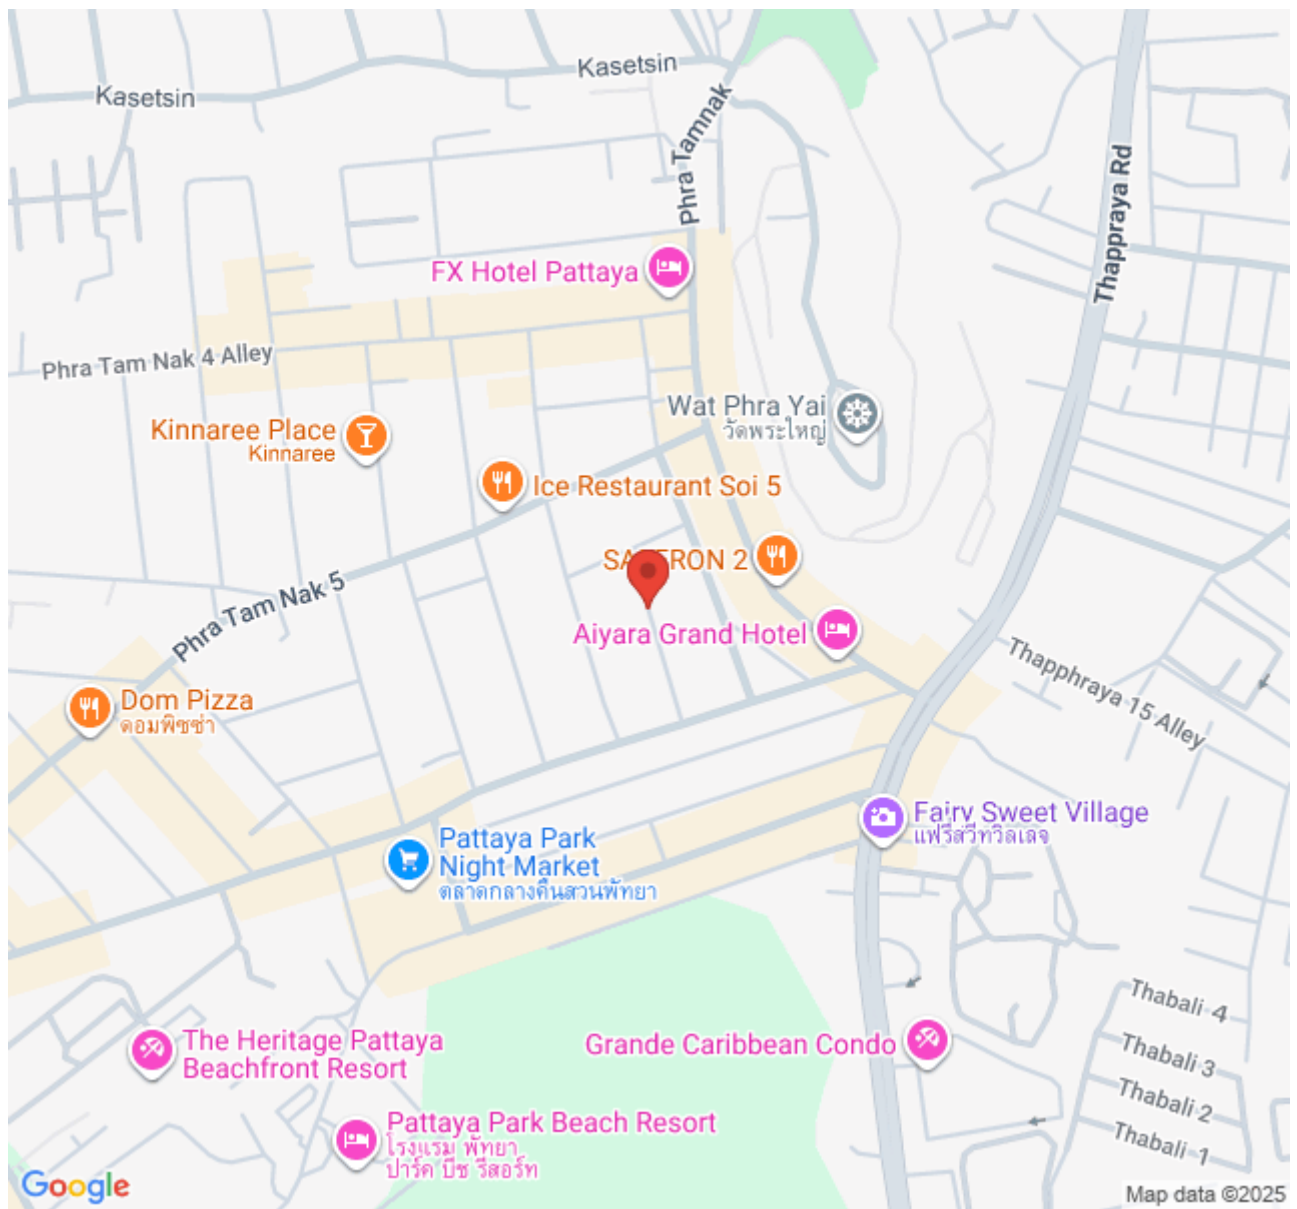 Kasetsin
Kasetsin
Phra Tamnak
Thappraya Rd
FX Hotel Pattaya
Phra Tam Nak 4 Alley
Wat Phra Yai
วัดพระใหญ่
Kinnaree Place
Kinnaree
Ice Restaurant Soi 5
SAFFRON 2
Phra Tam Nak 5
Aiyara Grand Hotel
Thapphraya 15 Alley
Dom Pizza
ดอมพิซซ่า
Fairy Sweet Village
แฟรี่สวีทวิลเลจ
Pattaya Park
Night Market
ตลาดกลางคืนสวนพัทยา
Thabali 4
The Heritage Pattaya
Beachfront Resort
Grande Caribbean Condo
Thabali 3
Thabali 2
Pattaya Park Beach Resort
โรงแรม พัทยา
ปาร์ค บีช รีสอร์ท
Thabali 1
Google
Map data ©2025